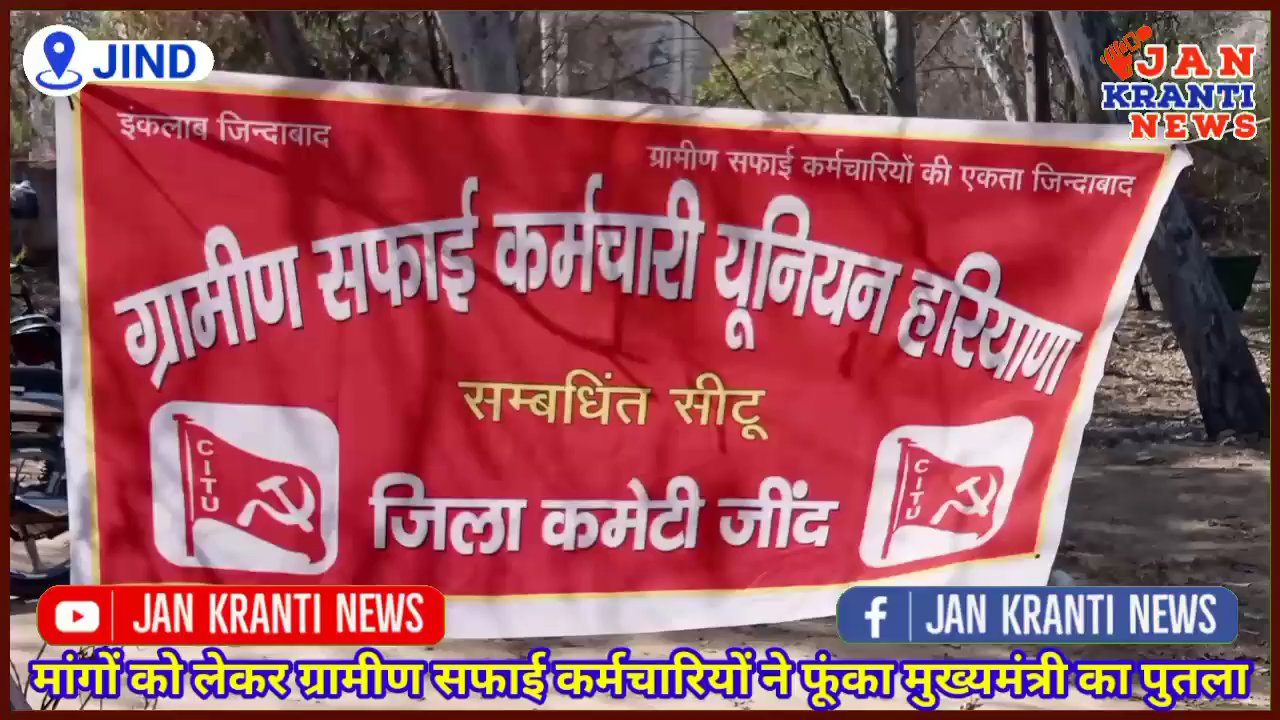 JIND
JAN
KRANTI
NEWS
इंकलाब जिन्दाबाद
ग्रामीण सफाई कर्मचारियों की एकता जिन्दाबाद
ग्रामीण सफाई कर्मचारी यूनियन हरियाणा
सम्बधिंत सीटू
CITU
जिला कमेटी जींद
CITU
JAN KRANTI NEWS
JAN KRANTI NEWS
मांगों को लेकर ग्रामीण सफाई कर्मचारियों ने फूंका मुख्यमंत्री का पुतला